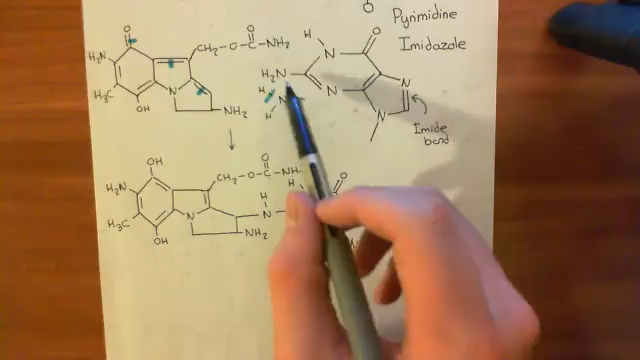 Pyrimidine
Imidazole
O
H₂N
H₃C
OH
N
CH₂-O-C-NH₂
O
NH₂
H
N
O
H₂N
N
N
N
H
H
Imide
bond.
OH
H₂N
H₃C
OH
N
CH₂-O-C-NH
O
H
N
NH₂
H
O